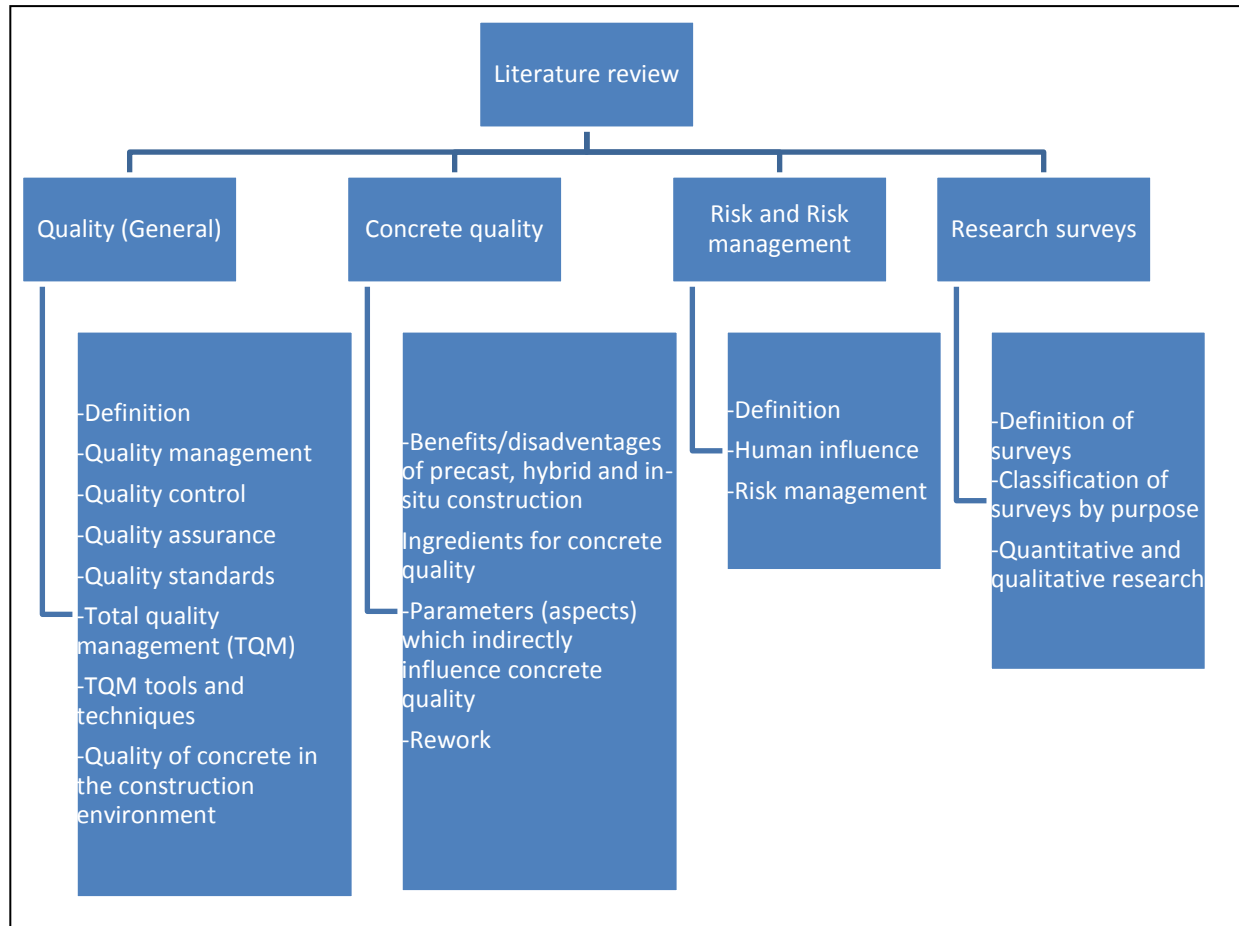 Literature review
Quality (General)
Concrete quality
Risk and Risk
management
Research surveys
-Definition
-Quality management
-Quality control
-Quality assurance
-Quality standards
-Total quality
management (TQM)
-TQM tools and
techniques
-Quality of concrete in
the construction
environment
-Benefits/disadventages
of precast, hybrid and in-
situ construction
Ingredients for concrete
quality
-Parameters (aspects)
which indirectly
influence concrete
quality
-Rework
-Definition
-Human influence
-Risk management
-Definition of
surveys
-Classification of
surveys by purpose
-Quantitative and
qualitative research